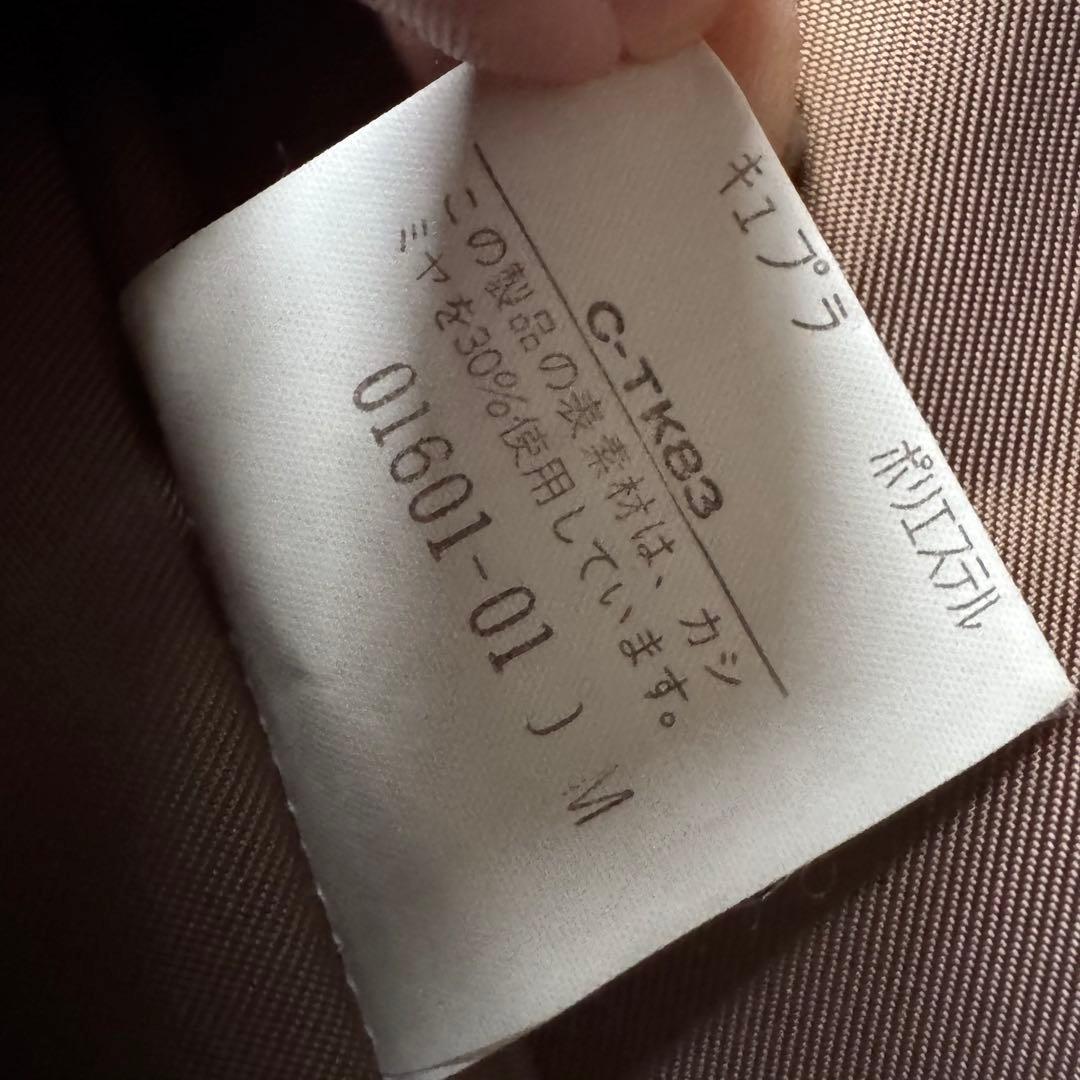 キュプラ
ポリエステル
C-TK83
この製品の表素材は、カシ
ミヤを30%使用しています。
01601-01 ) M